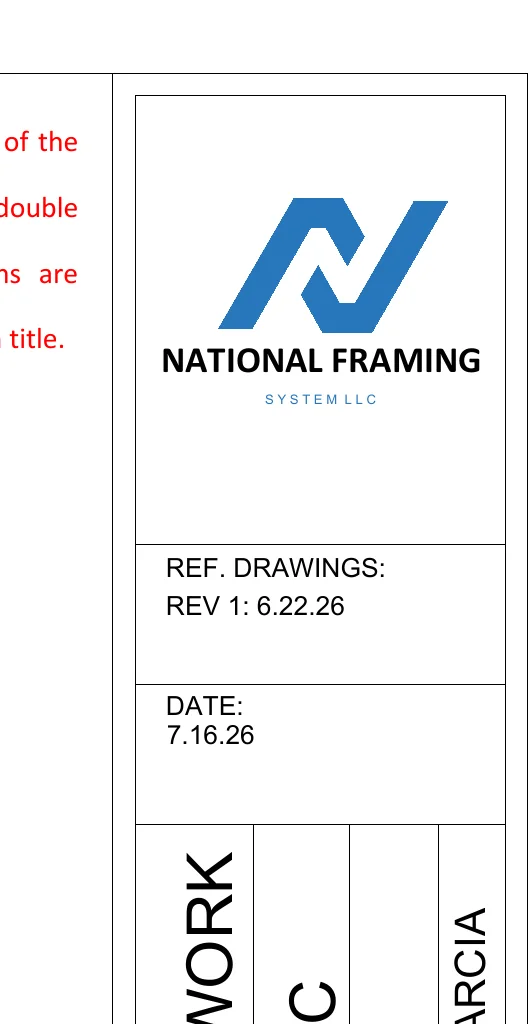 of the
double
ns are
title.
NATIONAL FRAMING
SYSTEM LLC
REF. DRAWINGS:
REV 1: 6.22.26
DATE:
7.16.26
WORK
C
ARCIA